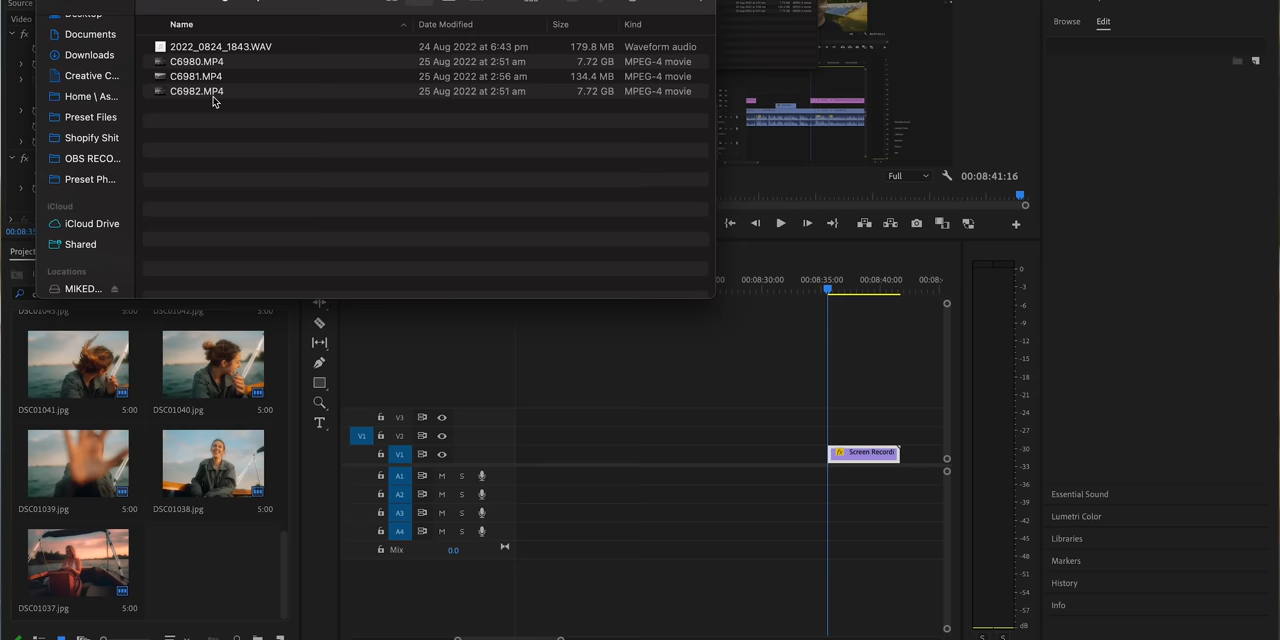 Source
Video
00:08:35
Project
Desktop
Documents
Downloads
Creative C...
Home \ As...
Preset Files
Shopify Shit
OBS RECO...
Preset Ph...
iCloud
iCloud Drive
Shared
Locations
MIKED...
Name Date Modified Size Kind
2022_0824_1843.WAV 24 Aug 2022 at 6:43 pm 179.8 MB Waveform audio
C6980.MP4 25 Aug 2022 at 2:51 am 7.72 GB MPEG-4 movie
C6981.MP4 25 Aug 2022 at 2:56 am 134.4 MB MPEG-4 movie
C6982.MP4 25 Aug 2022 at 2:51 am 7.72 GB MPEG-4 movie
Full 00:08:41:16
Browse Edit
00 00:08:30:00 00:08:35:00 00:08:40:00 00:08:
DSC01041.jpg 5:00 DSC01040.jpg 5:00
DSC01039.jpg 5:00 DSC01038.jpg 5:00
DSC01037.jpg 5:00
V3
V1 V2
V1
fx Screen Recordi
A1 M S
A2 M S
A3 M S
A4 M S
Mix 0.0
0
-3
-6
-9
-12
-15
-18
-21
-24
-27
-30
-33
-36
-39
-42
-45
-48
-51
-54
-57
dB
S S
Essential Sound
Lumetri Color
Libraries
Markers
History
Info